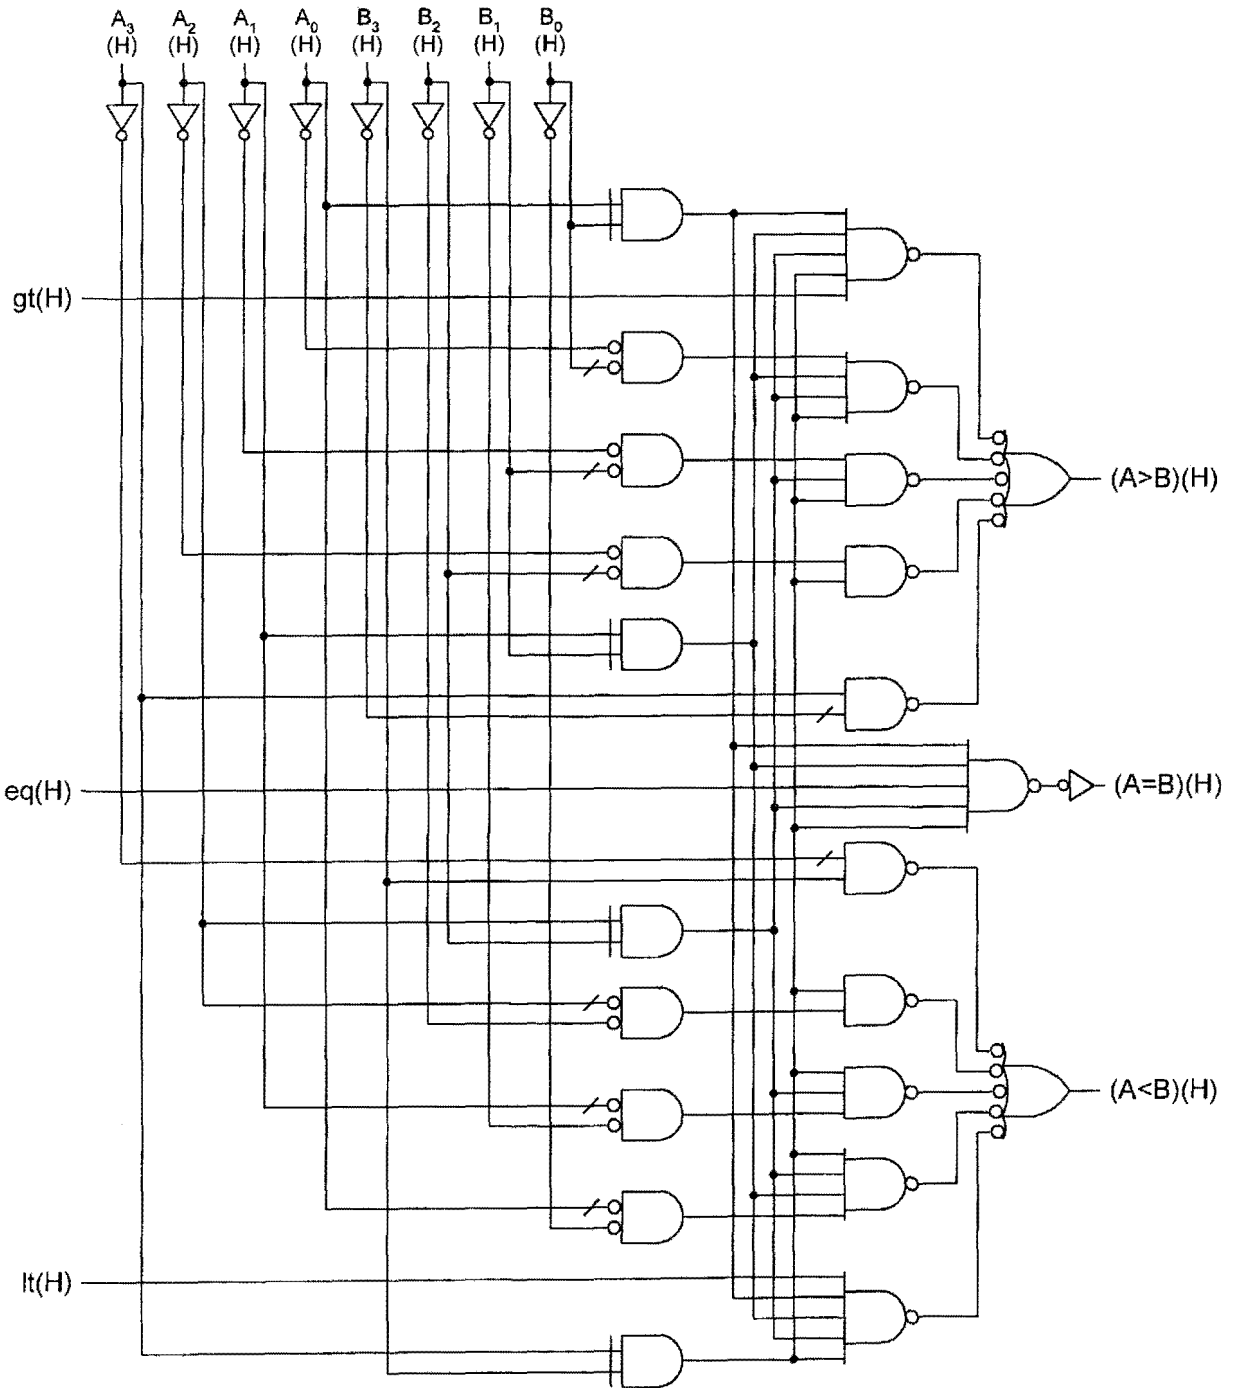 A₃ A₂ A₁ A₀ B₃ B₂ B₁ B₀
(H) (H) (H) (H) (H) (H) (H) (H)
gt(H)
(A>B)(H)
eq(H)
(A=B)(H)
(A<B)(H)
lt(H)